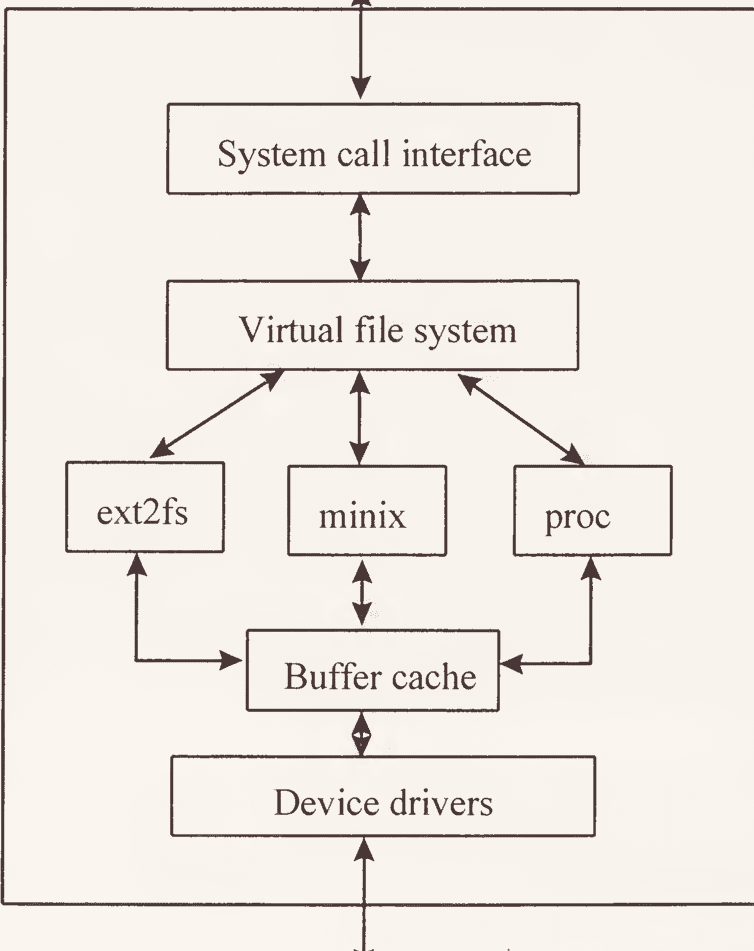 System call interface
Virtual file system
ext2fs
minix
proc
Buffer cache
Device drivers